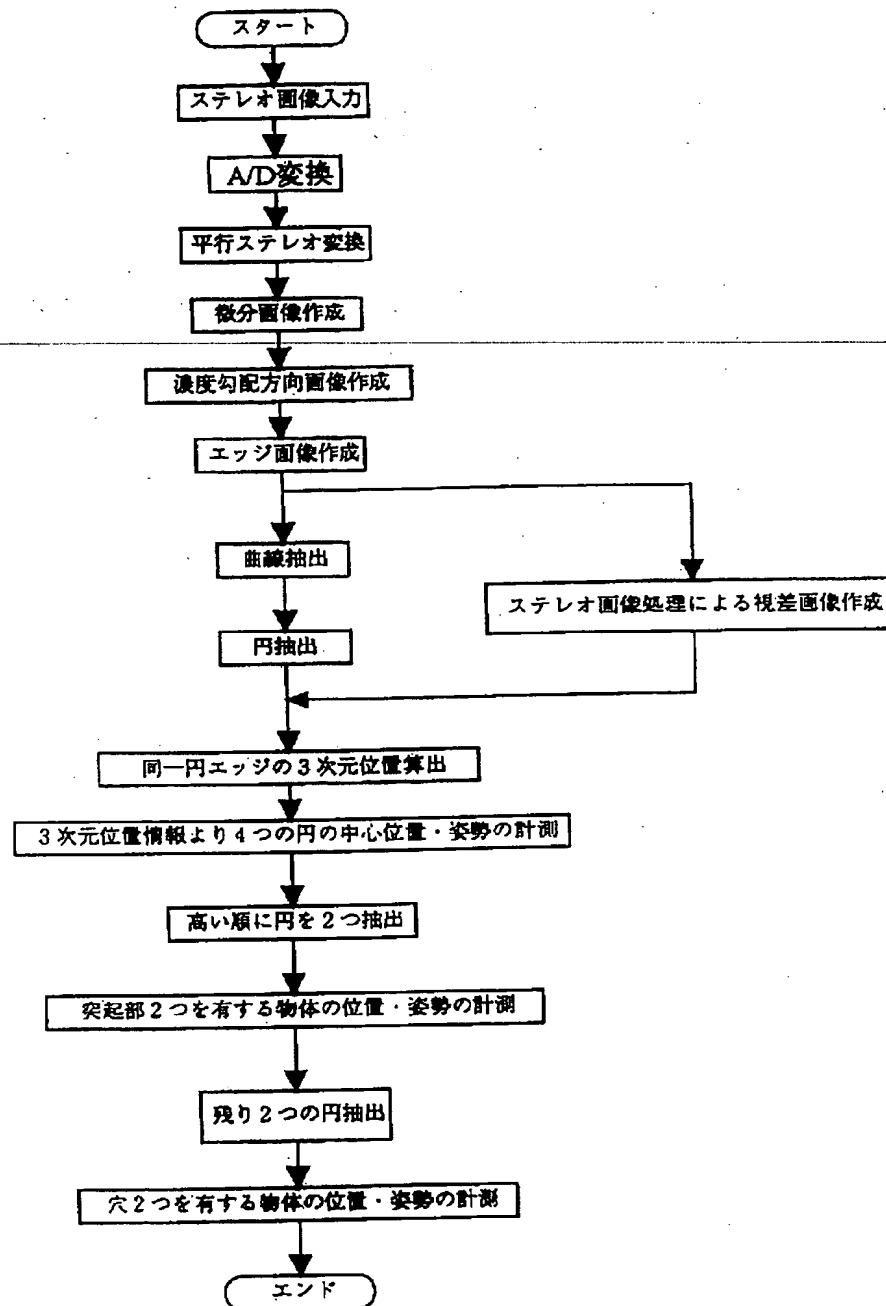 スタート
ステレオ画像入力
A/D変換
平行ステレオ変換
微分画像作成
濃度勾配方向画像作成
エッジ画像作成
曲線抽出
ステレオ画像処理による視差画像作成
円抽出
同一円エッジの3次元位置算出
3次元位置情報より4つの円の中心位置・姿勢の計測
高い順に円を2つ抽出
突起部2つを有する物体の位置・姿勢の計測
残り2つの円抽出
穴2つを有する物体の位置・姿勢の計測
エンド